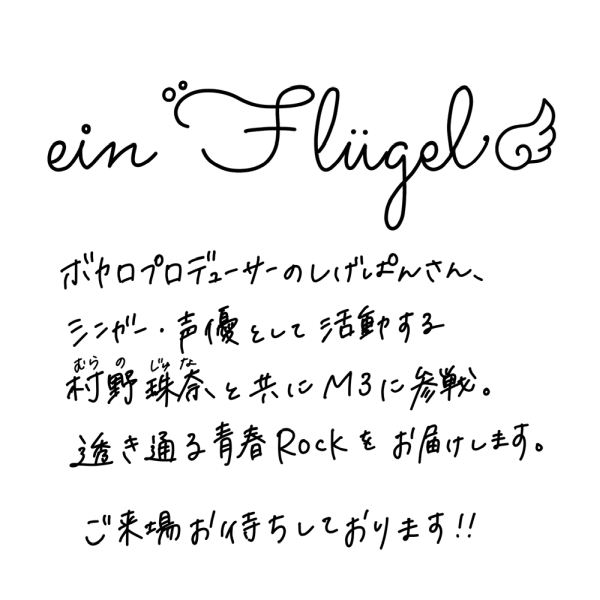 ein Flügel
ボカロプロデューサーのしげぱんさん、
シンガー・声優として活動する
むらの じゅな
村野珠奈、と共にM3に参戦。
透き通る青春Rockをお届けします。
ご来場お待ちしております!!